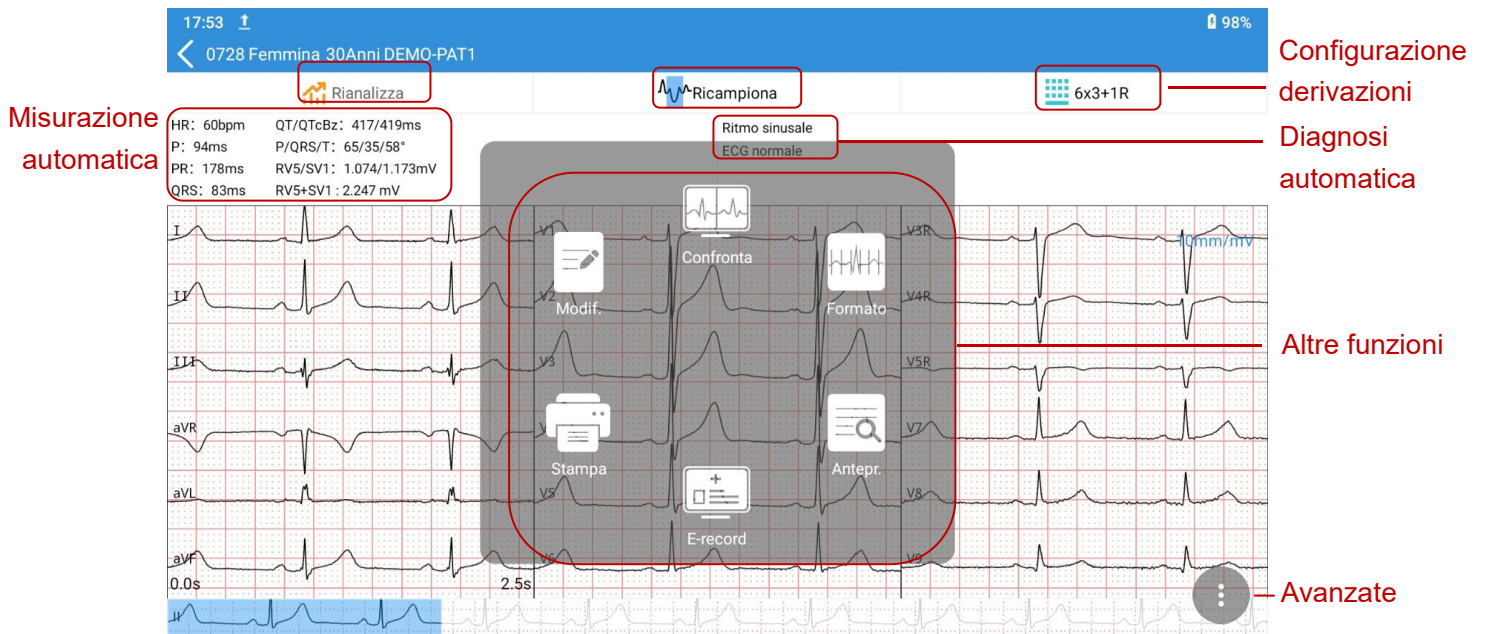 17:53 98%
0728 Femmina 30Anni DEMO-PAT1
Rianalizza Ricampiona 6x3+1R
Configurazione
derivazioni
Misurazione
automatica
HR: 60bpm QT/QTcBz: 417/419ms
P: 94ms P/QRS/T: 65/35/58°
PR: 178ms RV5/SV1: 1.074/1.173mV
QRS: 83ms RV5+SV1 : 2.247 mV
Ritmo sinusale
ECG normale
Diagnosi
automatica
I V1 V3R
10mm/mV
Confronta
II V2 V4R
Modif. Formato
III V3 V5R
Altre funzioni
aVR V V7
Stampa Antepr.
aVL V5 V8
E-record
aVF V6 V9
0.0s 2.5s
Avanzate
II